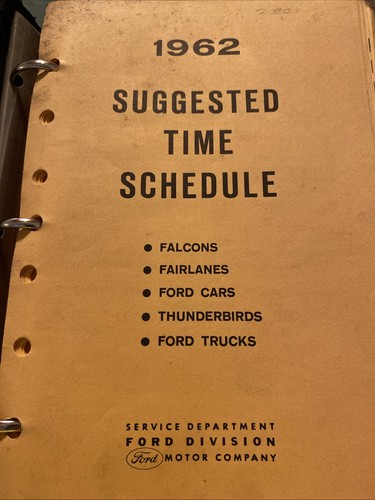 1962
SUGGESTED
TIME
SCHEDULE
• FALCONS
• FAIRLANES
• FORD CARS
• THUNDERBIRDS
• FORD TRUCKS
SERVICE DEPARTMENT
FORD DIVISION
Ford MOTOR COMPANY